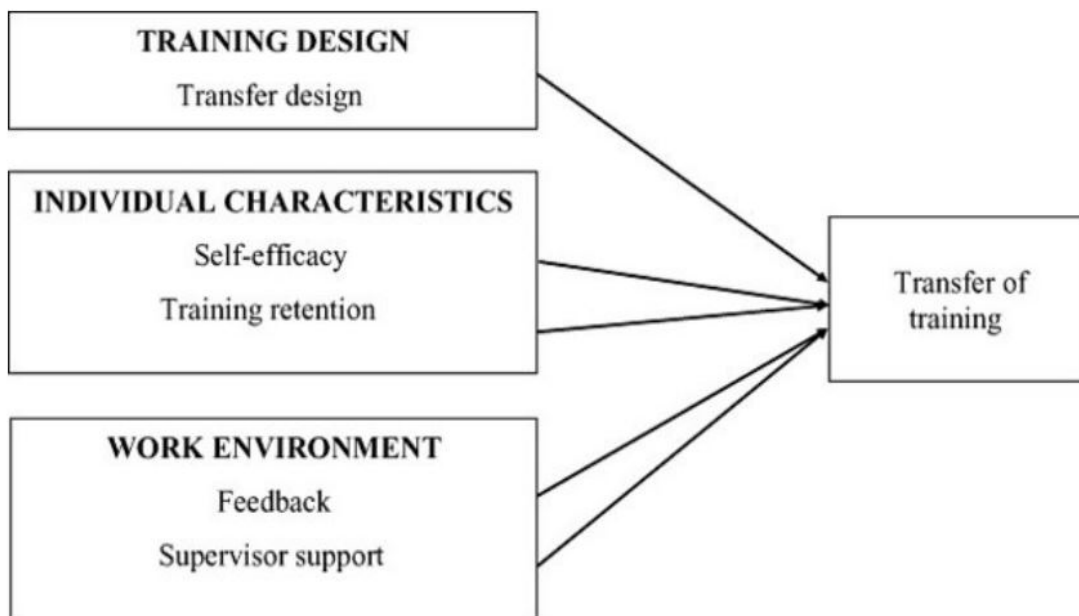 TRAINING DESIGN
Transfer design
INDIVIDUAL CHARACTERISTICS
Self-efficacy
Training retention
WORK ENVIRONMENT
Feedback
Supervisor support
Transfer of
training